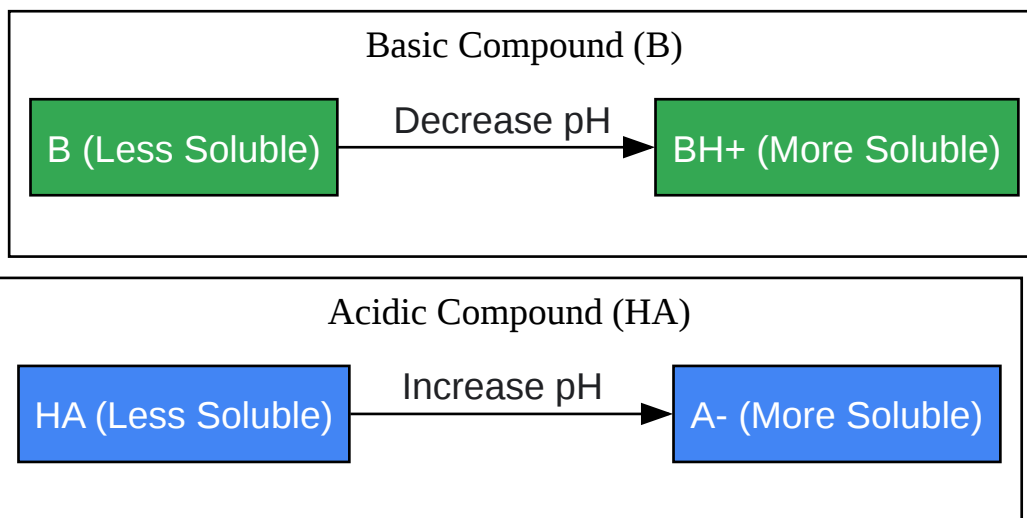 Basic Compound (B)
Decrease pH
B (Less Soluble)
BH+ (More Soluble)
Acidic Compound (HA)
Increase pH
HA (Less Soluble)
A- (More Soluble)